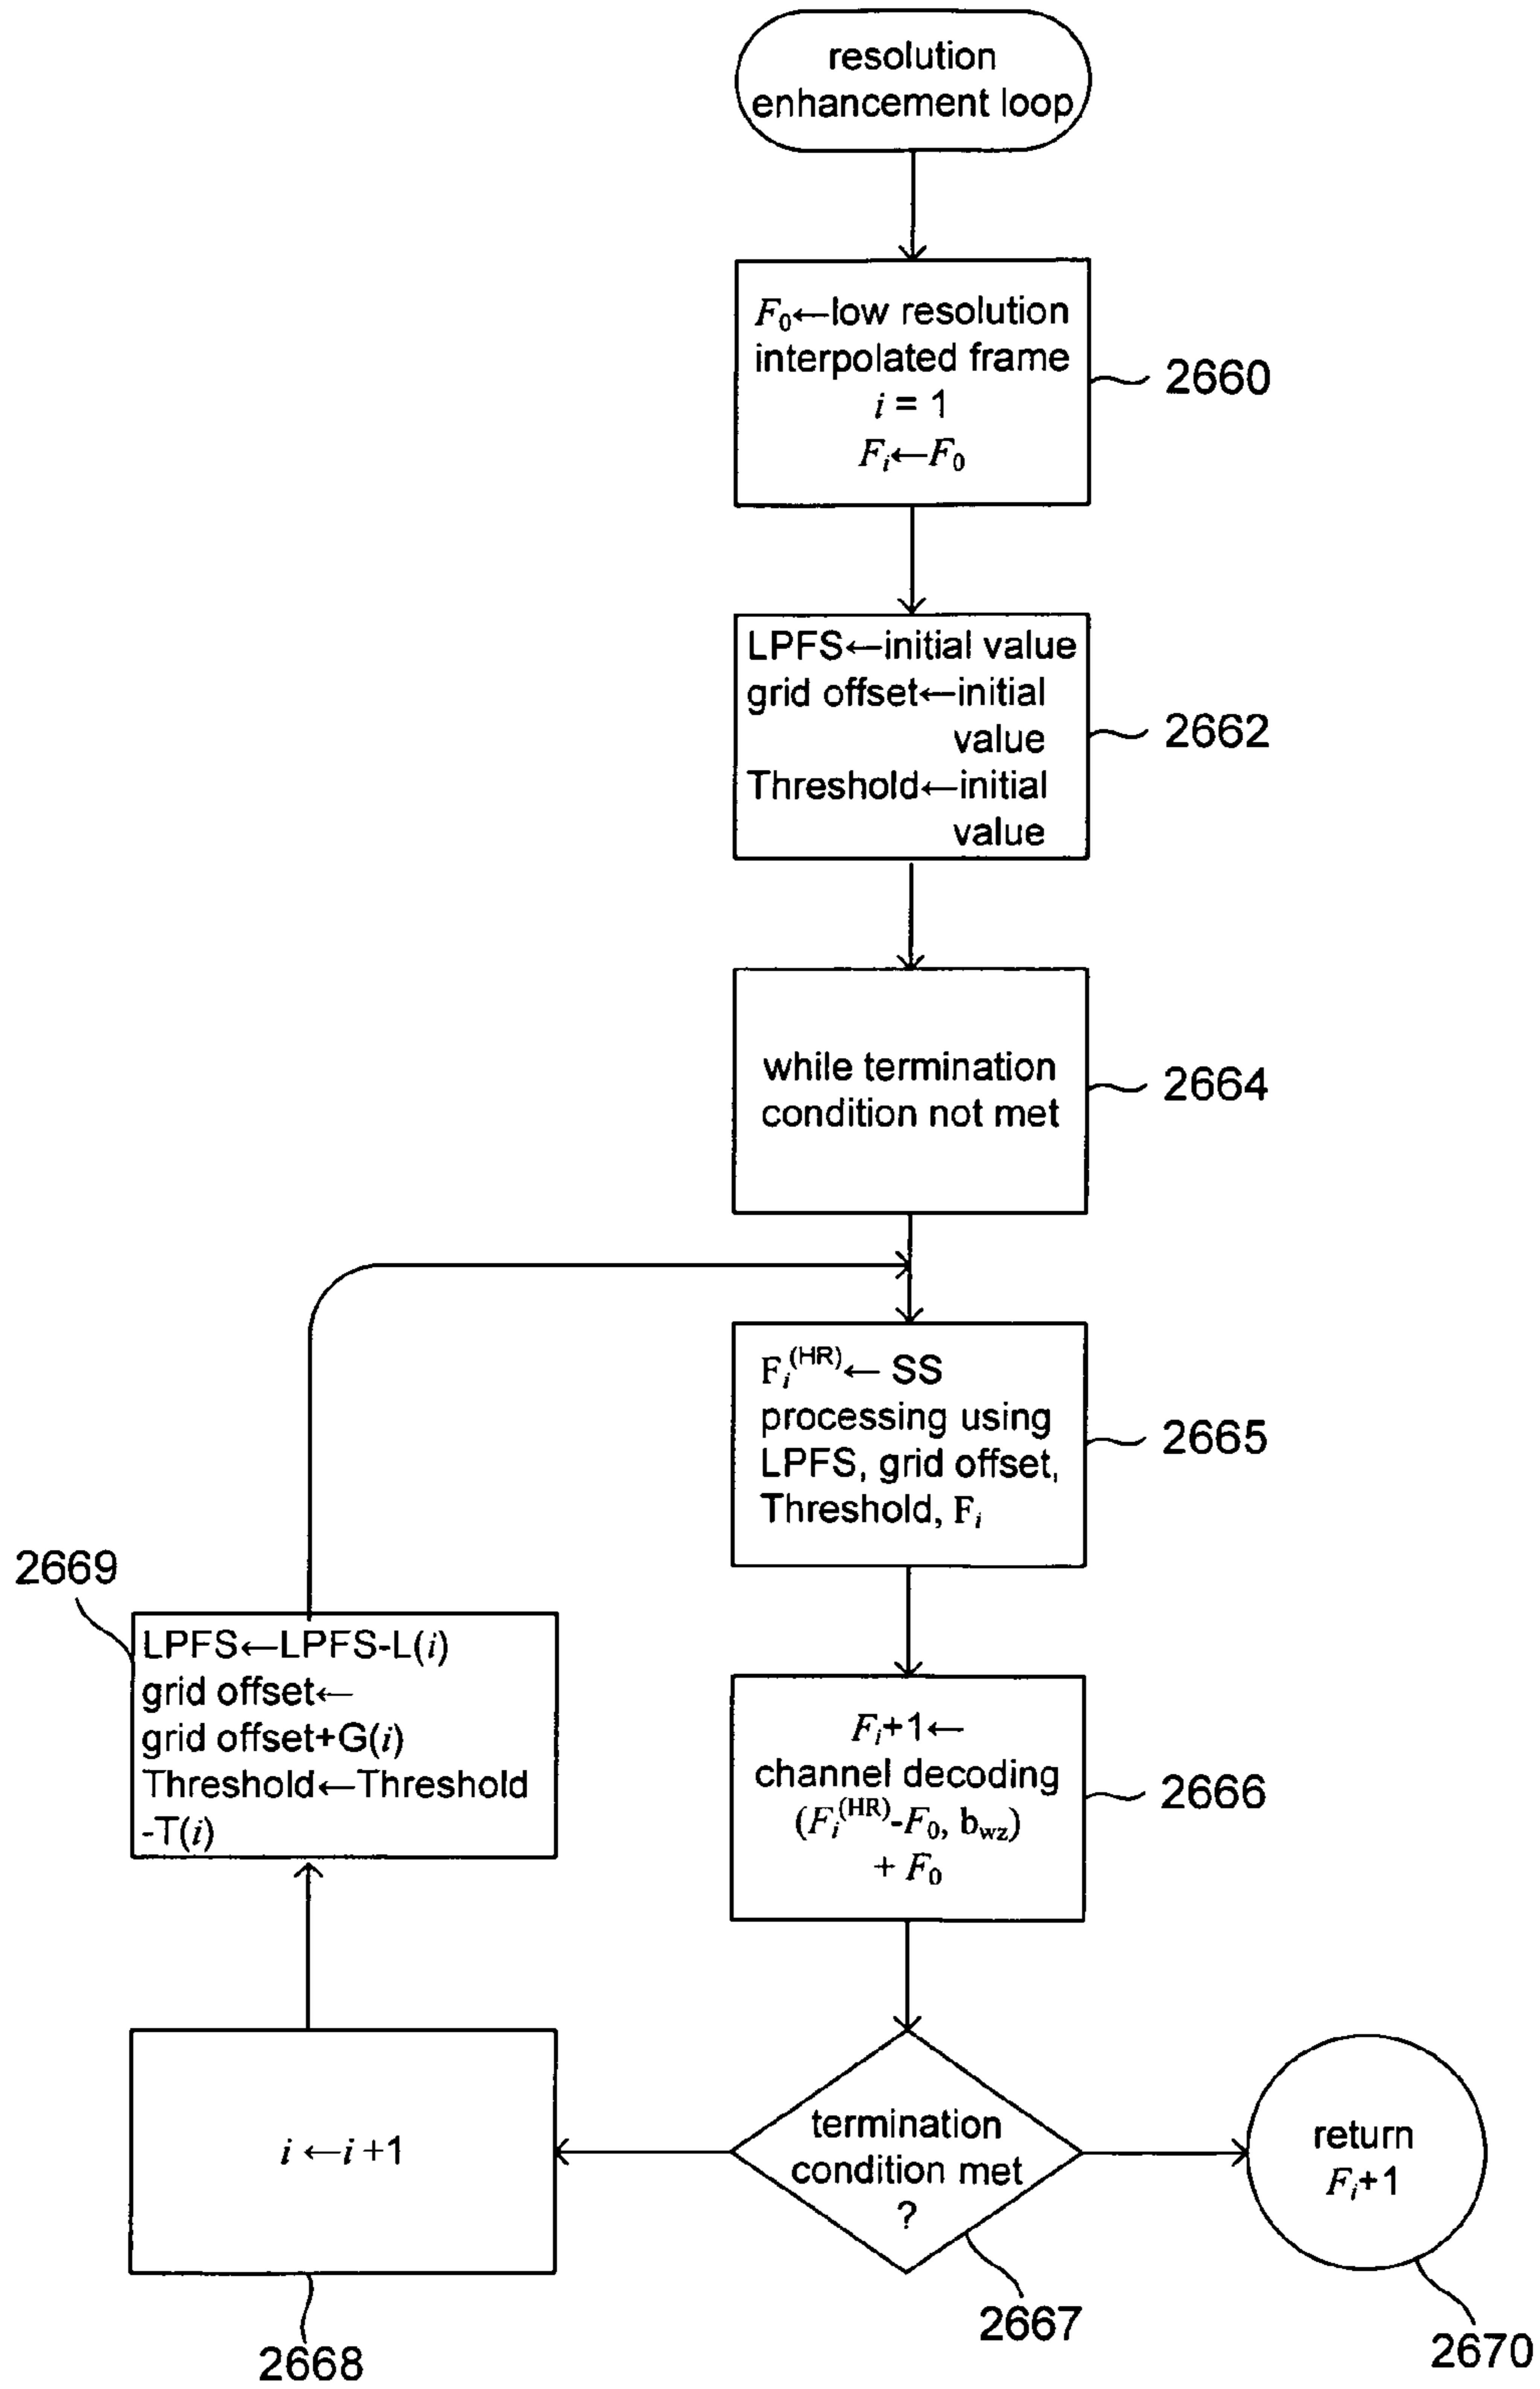 resolution
enhancement loop
F₀←low resolution
interpolated frame
i = 1
Fᵢ←F₀
2660
LPFS←initial value
grid offset←initial
value
Threshold←initial
value
2662
while termination
condition not met
2664
Fᵢ⁽ᴴᴿ⁾← SS
processing using
LPFS, grid offset,
Threshold, Fᵢ
2665
Fᵢ+1←
channel decoding
(Fᵢ⁽ᴴᴿ⁾-F₀, b_wz)
+ F₀
2666
termination
condition met
?
2667
return
Fᵢ+1
2670
i ←i +1
2668
2669
LPFS←LPFS-L(i)
grid offset←
grid offset+G(i)
Threshold←Threshold
-T(i)